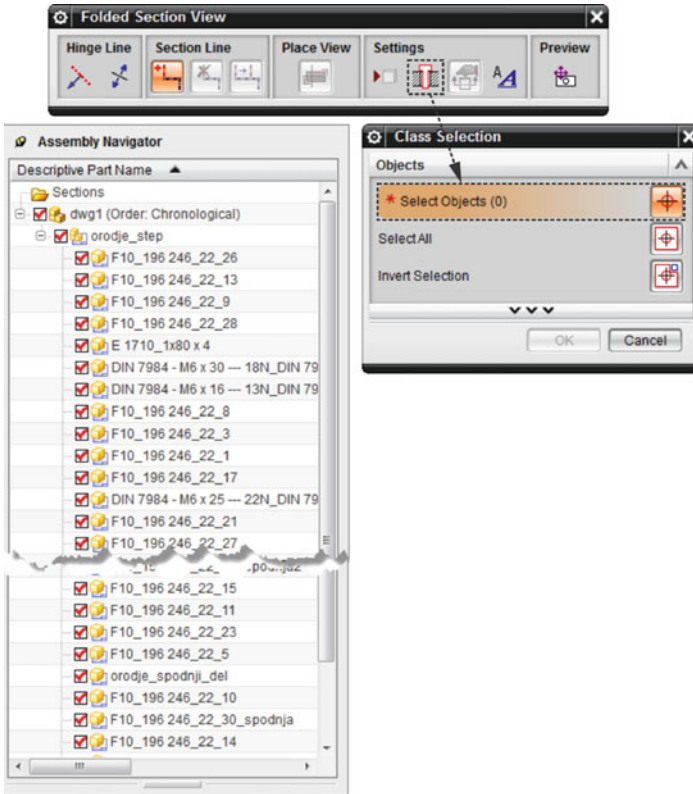 Folded Section View
Hinge Line Section Line Place View Settings Preview
Assembly Navigator
Descriptive Part Name
Sections
dwg1 (Order: Chronological)
orodje_step
F10_196 246_22_26
F10_196 246_22_13
F10_196 246_22_9
F10_196 246_22_28
E 1710_1x80 x 4
DIN 7984 - M6 x 30 --- 18N_DIN 79
DIN 7984 - M6 x 16 --- 13N_DIN 79
F10_196 246_22_8
F10_196 246_22_3
F10_196 246_22_1
F10_196 246_22_17
DIN 7984 - M6 x 25 --- 22N_DIN 79
F10_196 246_22_21
F10_196 246_22_27
F10_196 246_22_15
F10_196 246_22_11
F10_196 246_22_23
F10_196 246_22_5
orodje_spodnji_del
F10_196 246_22_10
F10_196 246_22_30_spodnja
F10_196 246_22_14
Class Selection
Objects
* Select Objects (0)
Select All
Invert Selection
OK Cancel